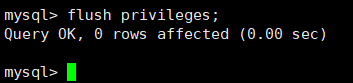 mysql> flush privileges;
Query OK, 0 rows affected (0.00 sec)
mysql>